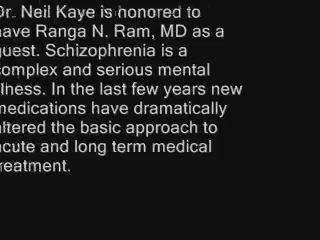 Dr. Neil Kaye is honored to
have Ranga N. Ram, MD as a
guest. Schizophrenia is a
complex and serious mental
illness. In the last few years new
medications have dramatically
altered the basic approach to
acute and long term medical
treatment.